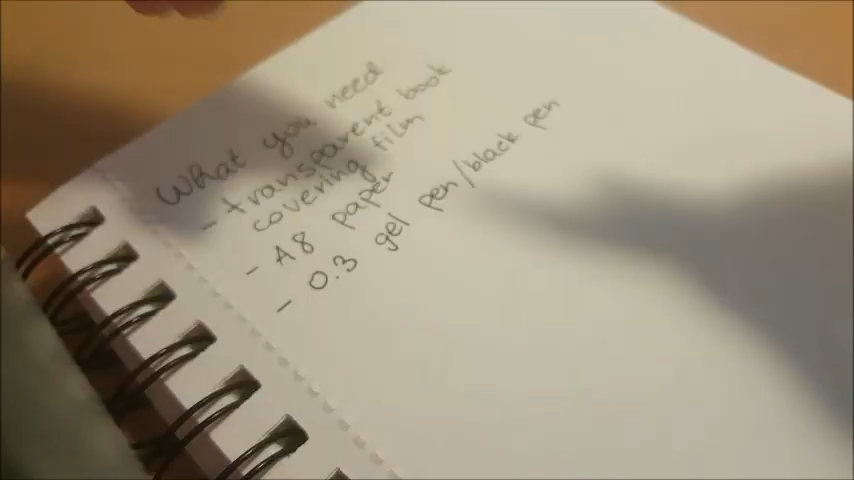 What you need
- transparent book
covering film
- A8 paper
- 0.3 gel pen/black pen